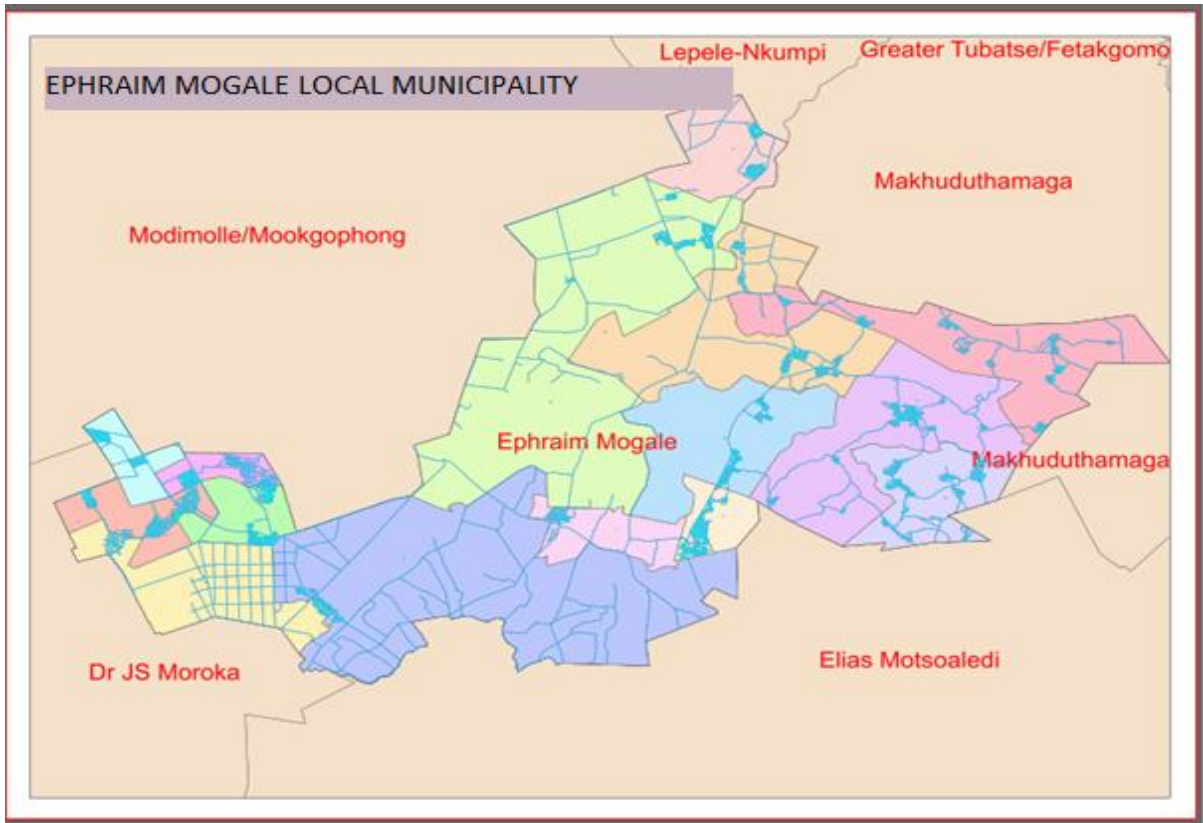 Lepele-Nkumpi
Greater Tubatse/Fetakgomo
EPHRAIM MOGALE LOCAL MUNICIPALITY
Makhuduthamaga
Modimolle/Mookgophong
Ephraim Mogale
Makhuduthamaga
Elias Motsoaledi
Dr JS Moroka